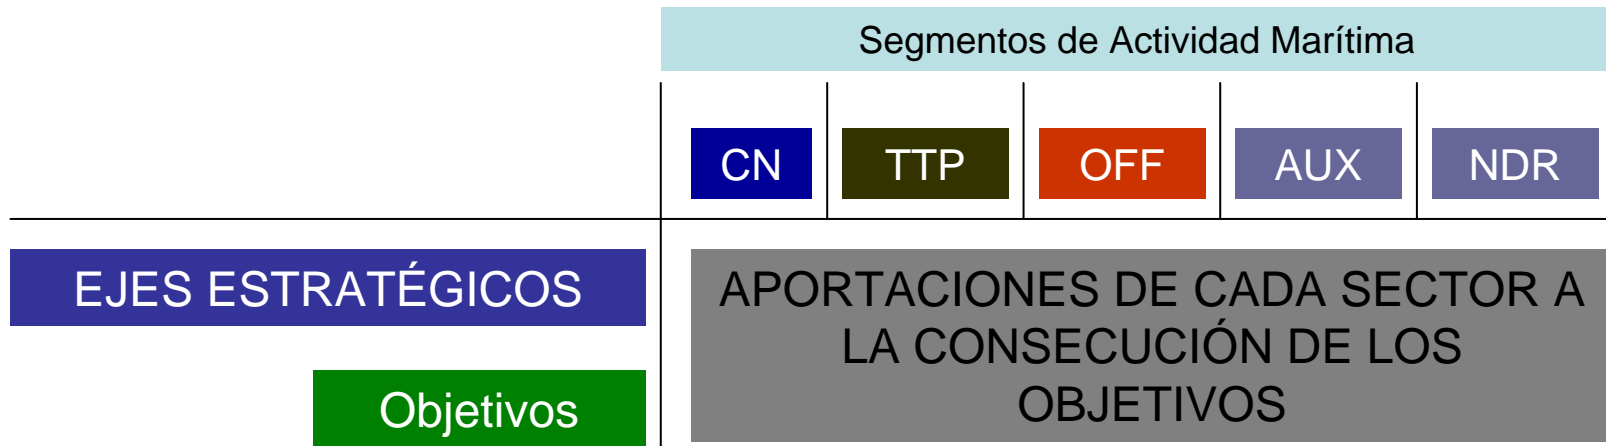 Segmentos de Actividad Marítima
CN TTP OFF AUX NDR
EJES ESTRATÉGICOS
Objetivos
APORTACIONES DE CADA SECTOR A
LA CONSECUCIÓN DE LOS
OBJETIVOS